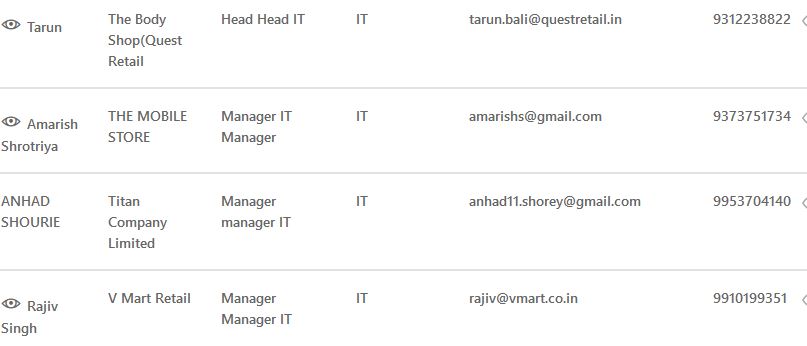 Tarun The Body Shop(Quest Retail Head Head IT IT tarun.bali@questretail.in 9312238822
Amarish Shrotriya THE MOBILE STORE Manager IT Manager IT amarishs@gmail.com 9373751734
ANHAD SHOURIE Titan Company Limited Manager manager IT IT anhad11.shorey@gmail.com 9953704140
Rajiv Singh V Mart Retail Manager Manager IT IT rajiv@vmart.co.in 9910199351